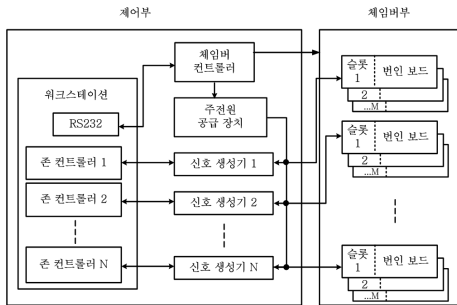 제어부
체임버부
체임버
컨트롤러
워크스테이션
RS232
주전원
공급 장치
존 컨트롤러 1
신호 생성기 1
존 컨트롤러 2
신호 생성기 2
존 컨트롤러 N
신호 생성기 N
슬롯
1
번인 보드
2
...M
슬롯
1
번인 보드
2
...M
슬롯
1
번인 보드
2
...M